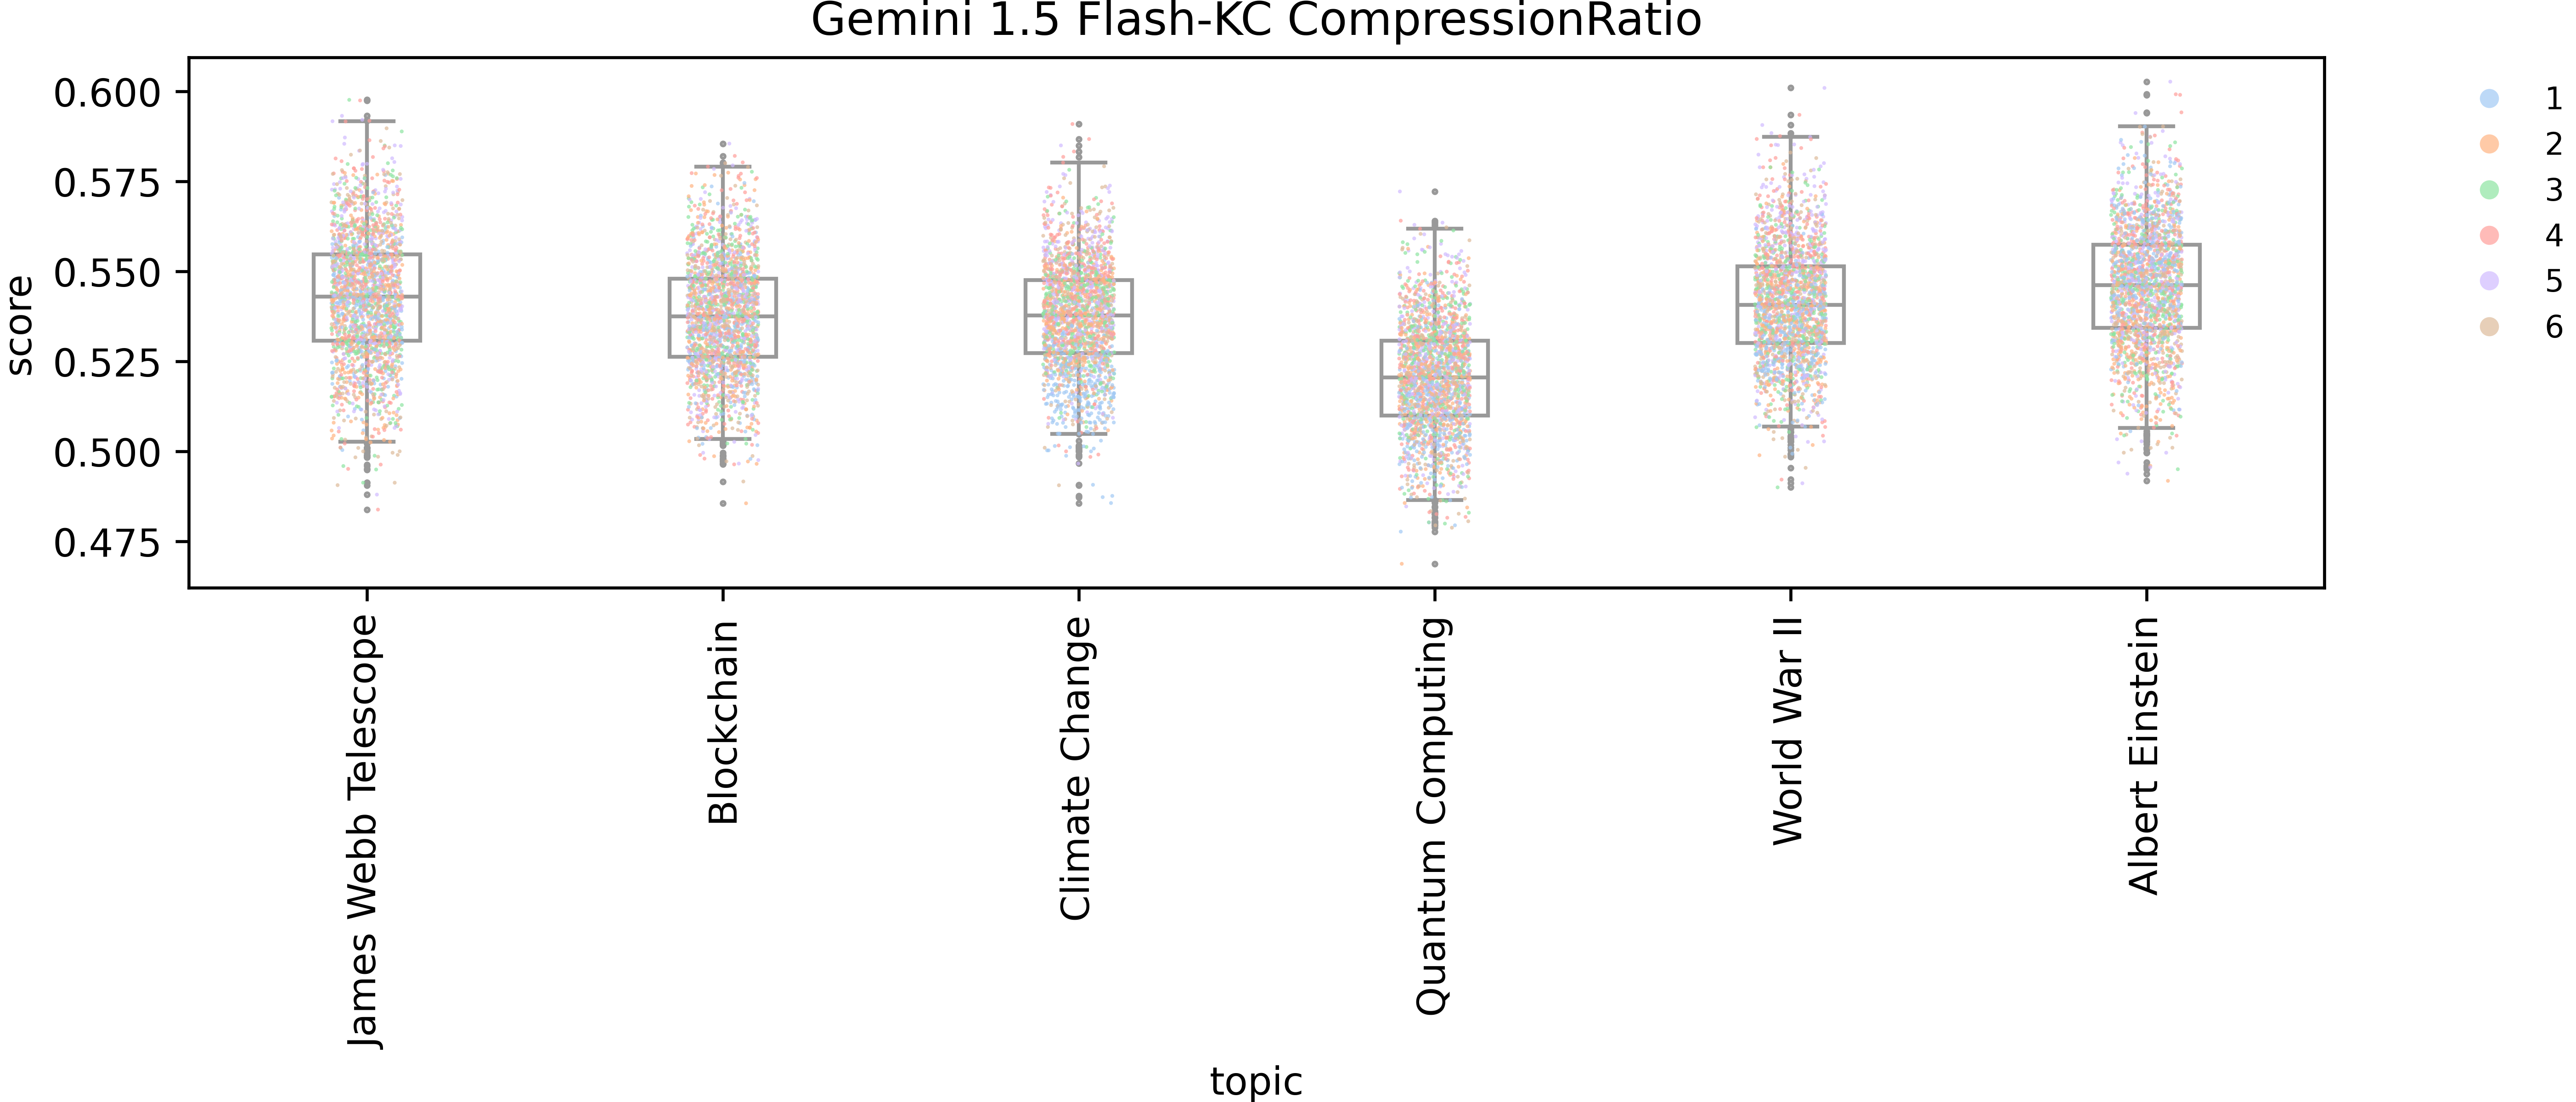 Gemini 1.5 Flash-KC CompressionRatio
score
0.600
0.575
0.550
0.525
0.500
0.475
1
2
3
4
5
6
James Webb Telescope
Blockchain
Climate Change
Quantum Computing
World War II
Albert Einstein
topic